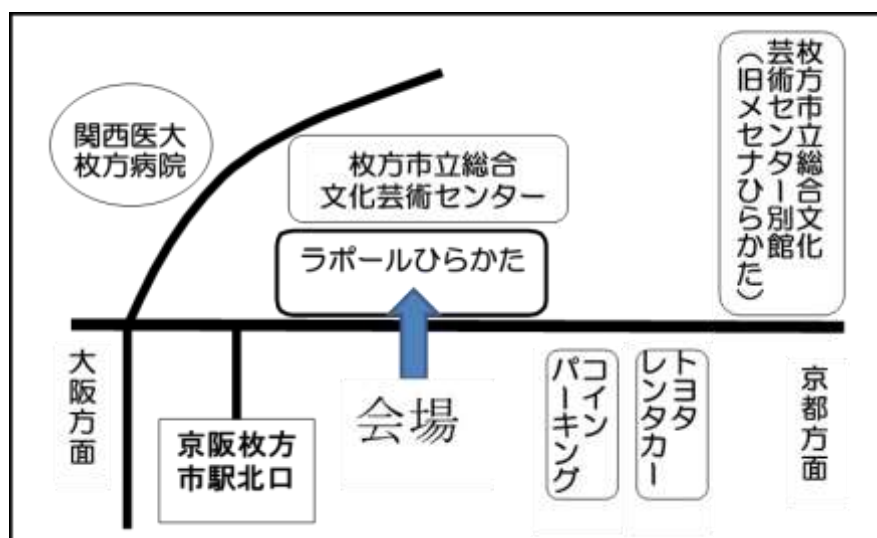 関西医大
枚方病院
枚方市立総合
文化芸術センター
ラポールひらかた
枚方市立総合文化
芸術センター別館
(旧メセナひらかた)
大阪方面
京阪枚方
市駅北口
会場
コイン
パーキング
トヨタ
レンタカー
京都方面